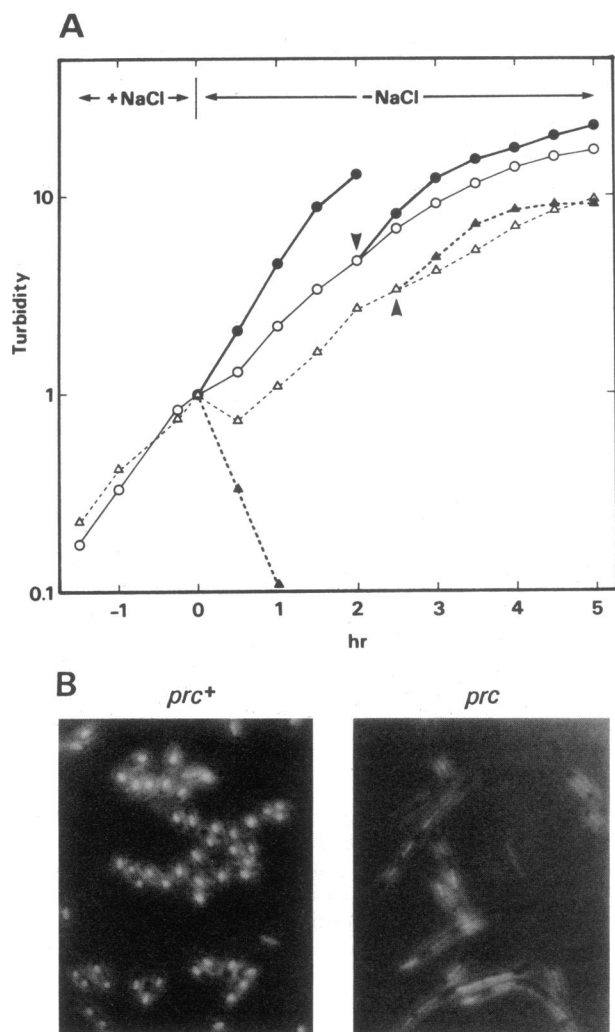 A
+ NaCl
- NaCl
10
1
0.1
Turbidity
-1 0 1 2 3 4 5
hr
B
prc+ prc